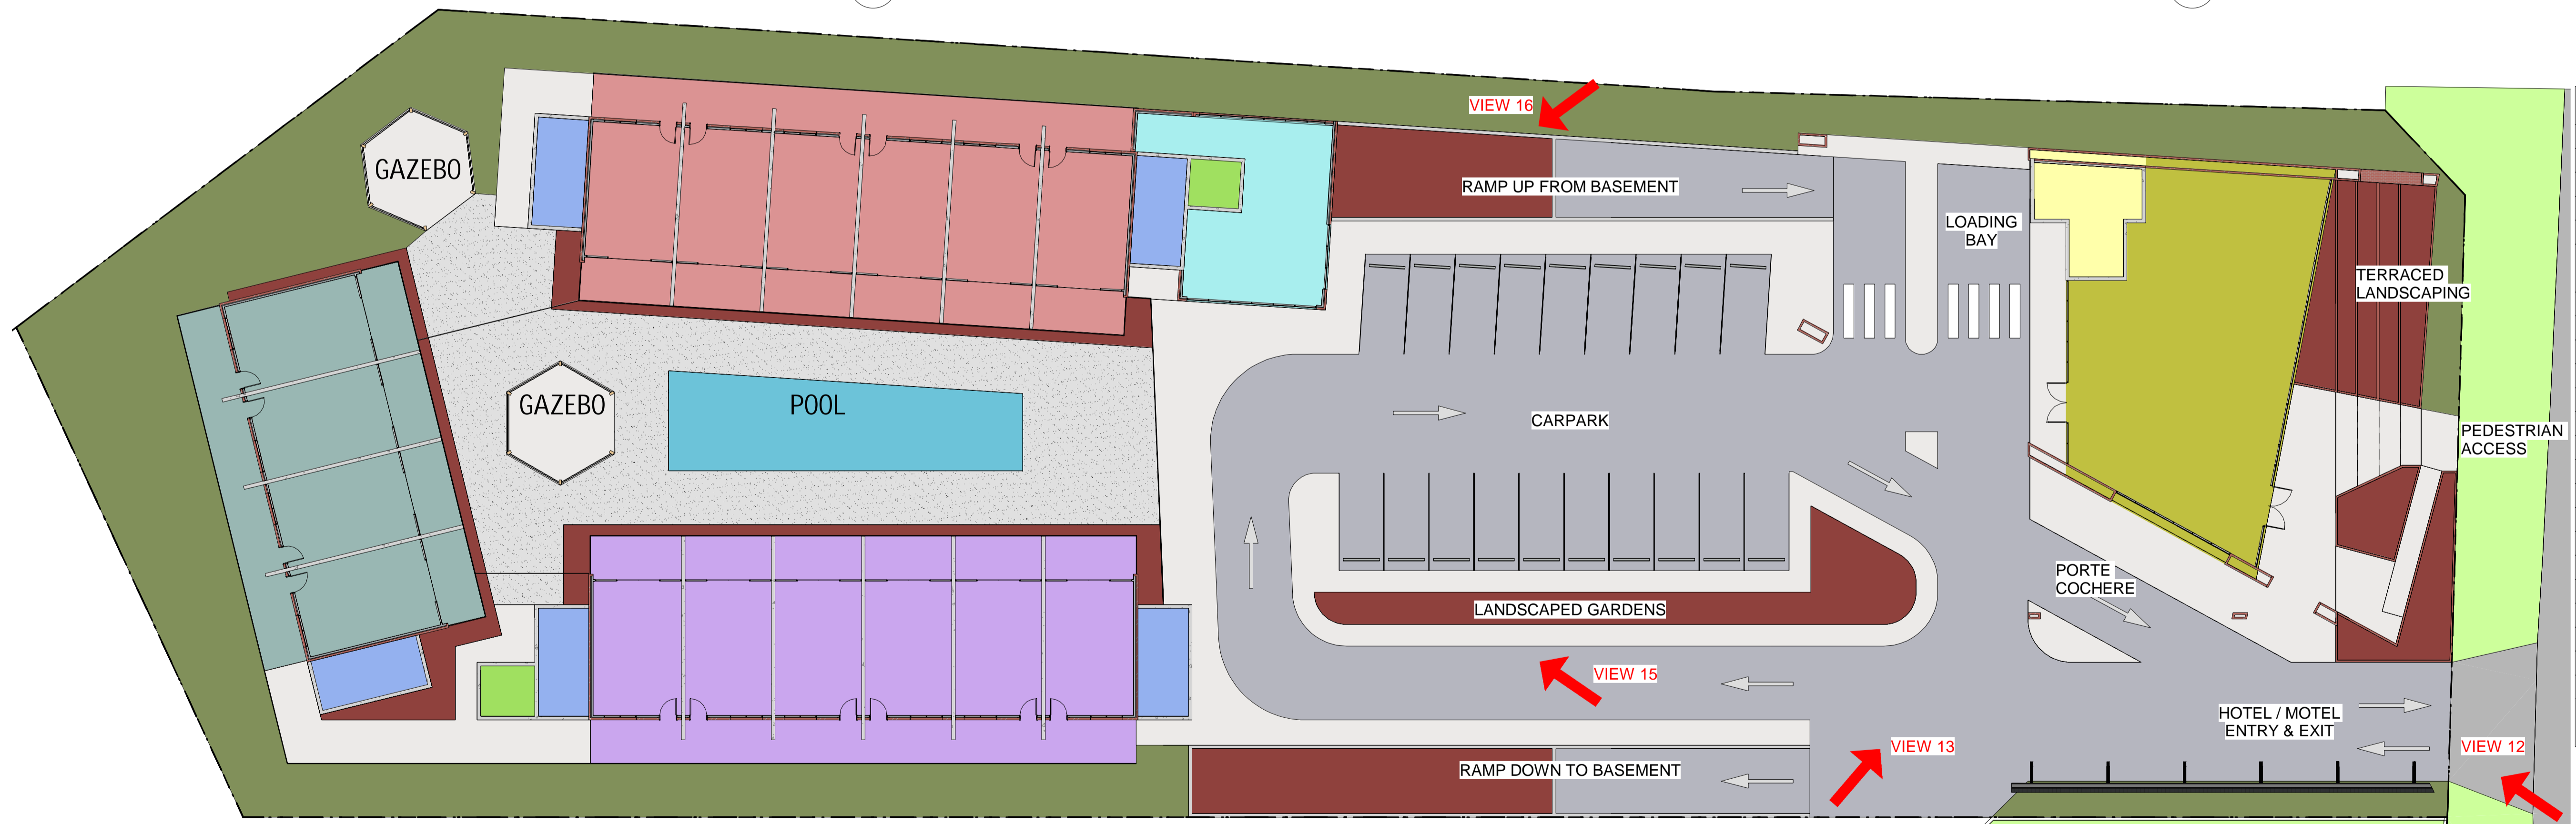 VIEW 16
GAZEBO
RAMP UP FROM BASEMENT
LOADING
BAY
TERRACED
LANDSCAPING
GAZEBO
POOL
CARPARK
PEDESTRIAN
ACCESS
PORTE
COCHERE
LANDSCAPED GARDENS
VIEW 15
HOTEL / MOTEL
ENTRY & EXIT
VIEW 13
VIEW 12
RAMP DOWN TO BASEMENT